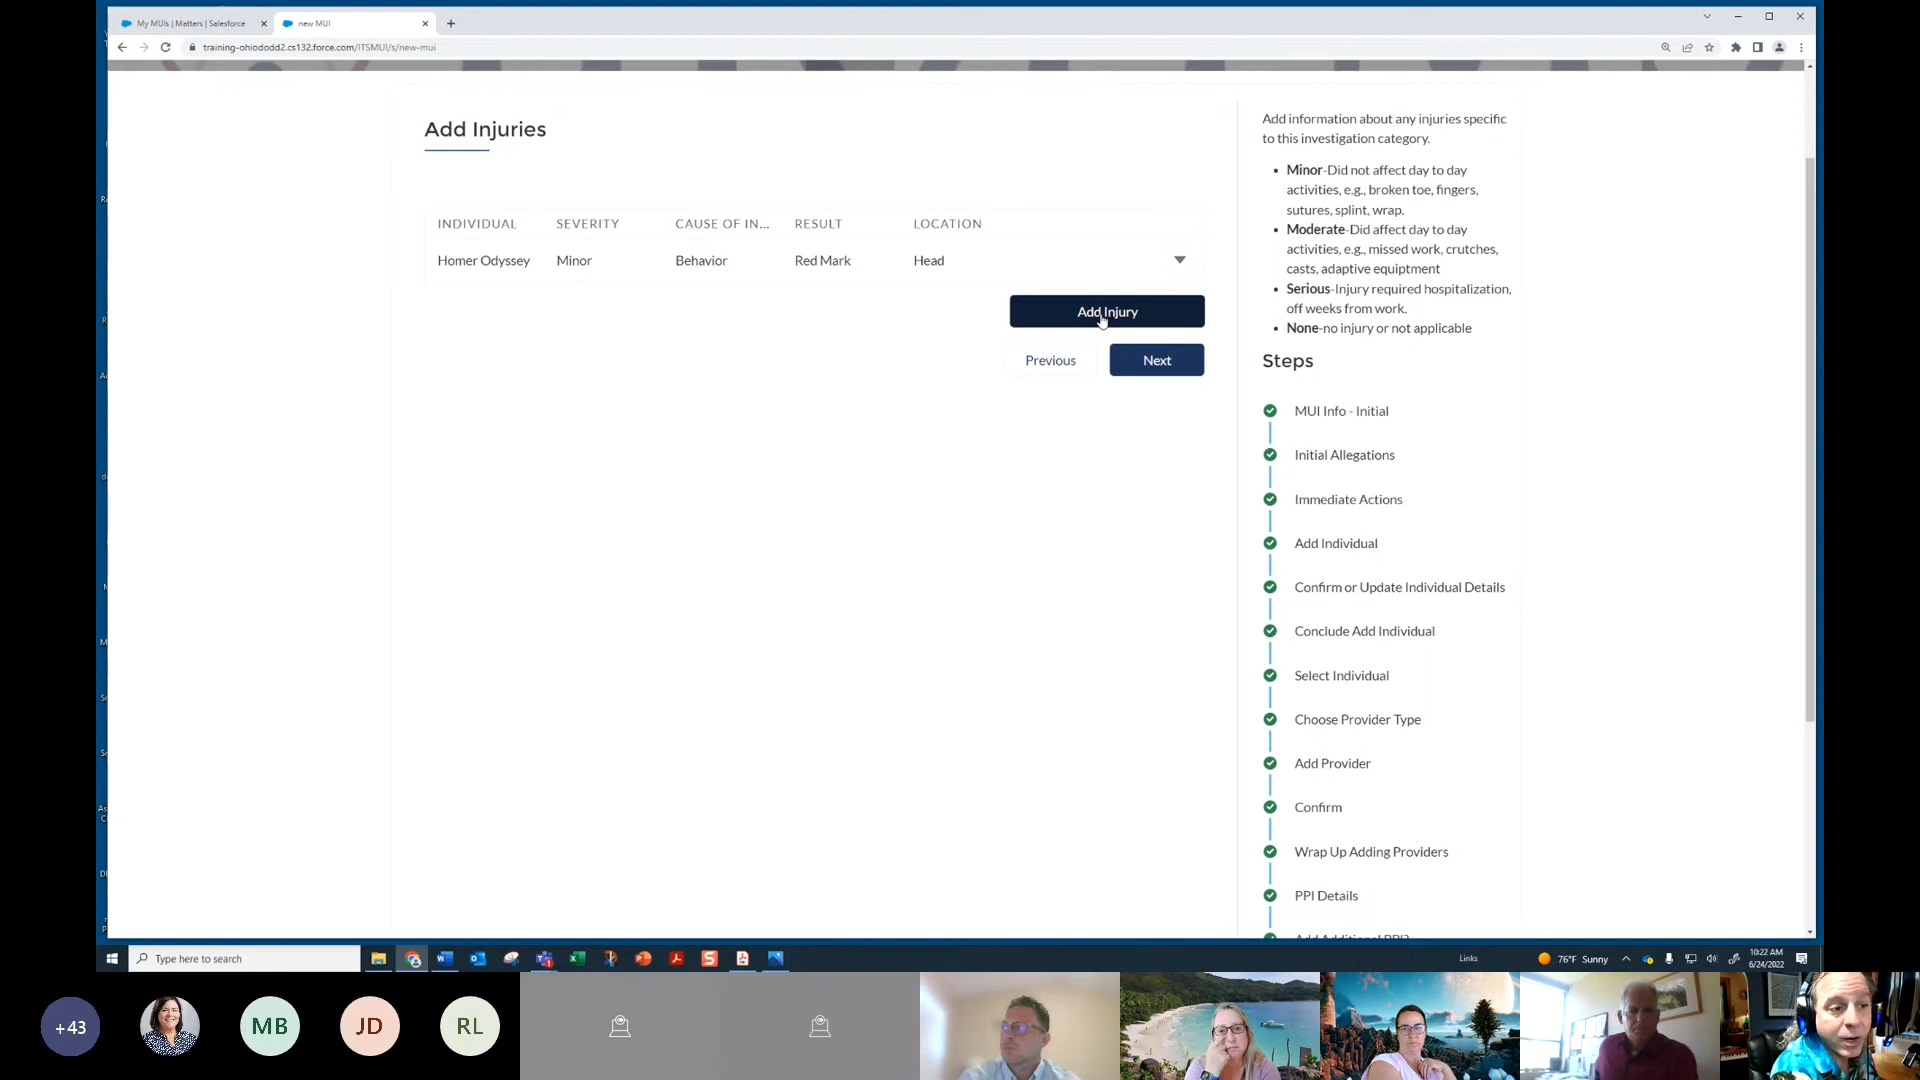 My MUIs | Matters | Salesforce
new MUI
training-ohiododd2.cs132.force.com/ITSMUI/s/new-mui
Add Injuries
INDIVIDUAL SEVERITY CAUSE OF IN... RESULT LOCATION
Homer Odyssey Minor Behavior Red Mark Head
Add Injury
Previous Next
Add information about any injuries specific
to this investigation category.
• Minor-Did not affect day to day
activities, e.g., broken toe, fingers,
sutures, splint, wrap.
• Moderate-Did affect day to day
activities, e.g., missed work, crutches,
casts, adaptive equiptment
• Serious-Injury required hospitalization,
off weeks from work.
• None-no injury or not applicable
Steps
MUI Info - Initial
Initial Allegations
Immediate Actions
Add Individual
Confirm or Update Individual Details
Conclude Add Individual
Select Individual
Choose Provider Type
Add Provider
Confirm
Wrap Up Adding Providers
PPI Details
Add Additional PPI?
Type here to search
Links
76°F Sunny
10:22 AM
6/24/2022
+43
MB
JD
RL